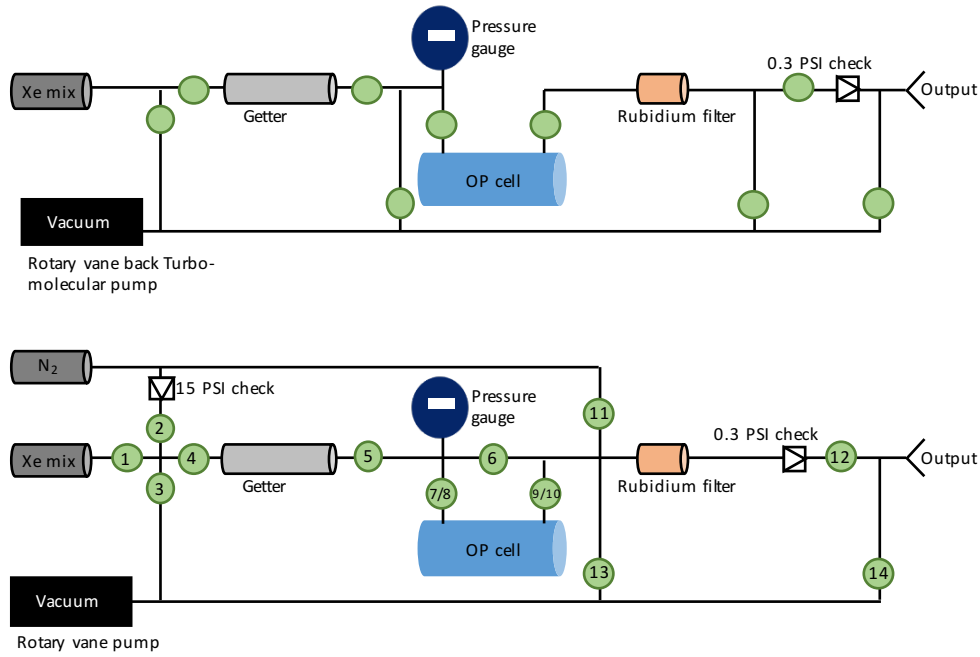 Pressure
gauge
0.3 PSI check
Xe mix
Getter
Rubidium filter
Output
OP cell
Vacuum
Rotary vane back Turbo-
molecular pump
N2
15 PSI check
Pressure
gauge
11
2
0.3 PSI check
Xe mix
1
4
5
6
12
Output
3
Getter
7/8
9/10
Rubidium filter
OP cell
13
14
Vacuum
Rotary vane pump